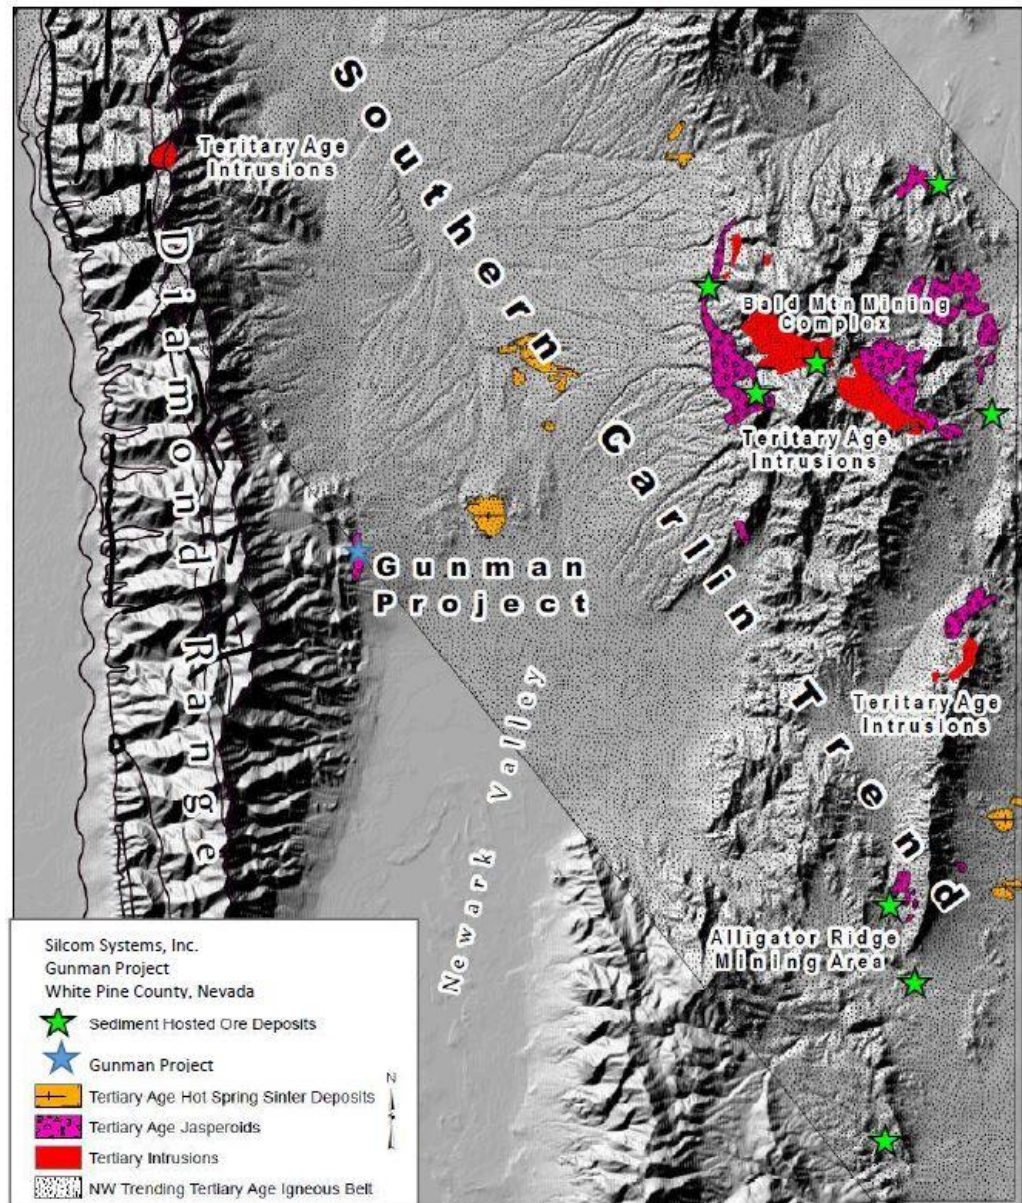 Southern Carlin Trend
Teritary Age
Intrusions
Diamond Range
Bald Mtn Mining
Complox
Teritary Age
Intrusions
Gunman
Project
Newark Valley
Teritary Age
Intrusions
Alligator Ridge
Mining Area
Silcom Systems, Inc.
Gunman Project
White Pine County, Nevada
Sediment Hosted Ore Deposits
Gunman Project
N
Tertiary Age Hot Spring Sinter Deposits
Tertiary Age Jasperoids
Tertiary Intrusions
NW Trending Tertiary Age Igneous Belt